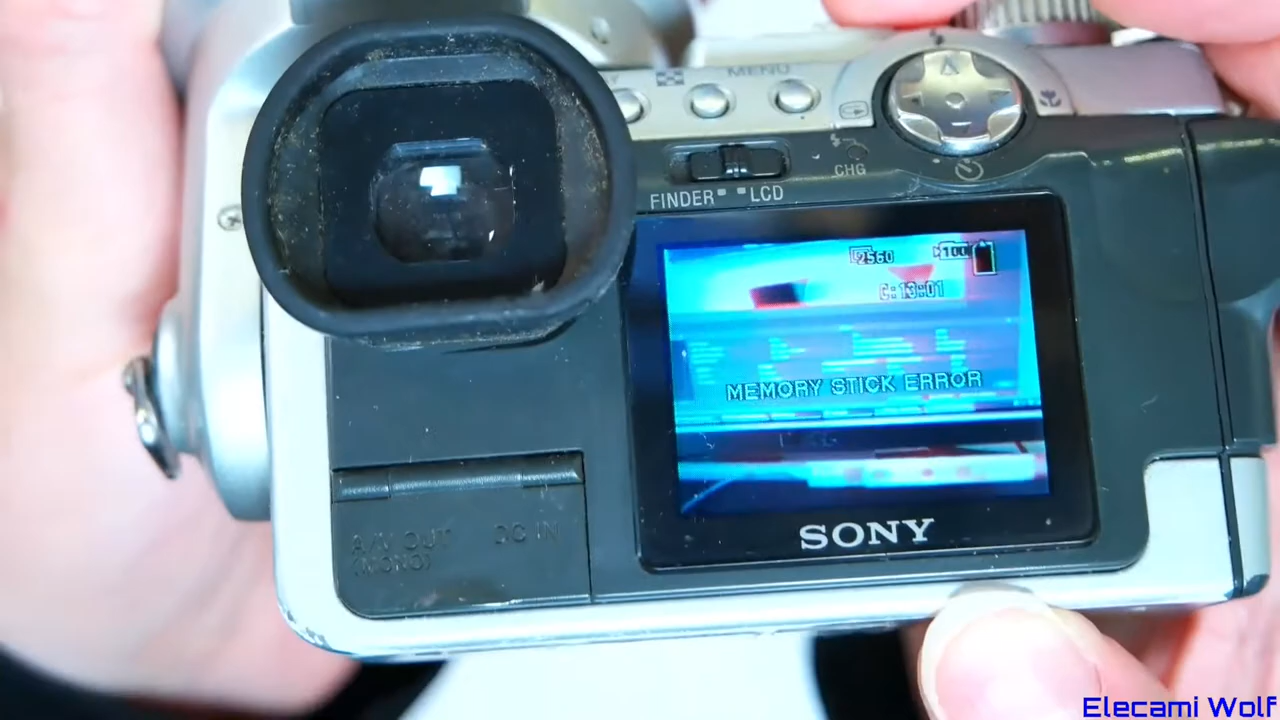 MENU
CHG
FINDER LCD
2560
100
C:13:01
MEMORY STICK ERROR
A/V OUT DC IN
(MONO)
SONY
Elecami Wolf